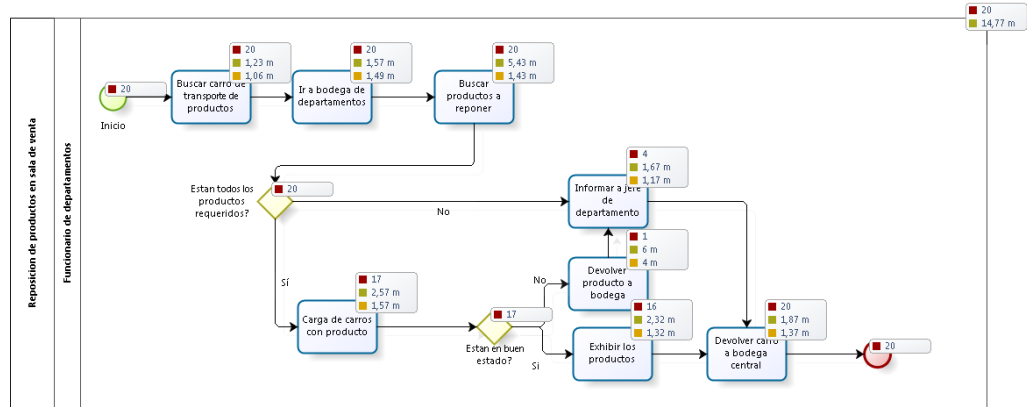 20
14,77 m
Reposicion de productos en sala de venta
Funcionario de departamentos
20
Inicio
20
1,23 m
1,06 m
Buscar carro de
transporte de
productos
20
1,57 m
1,49 m
Ir a bodega de
departamentos
20
5,43 m
1,43 m
Buscar
productos a
reponer
Estan todos los
productos
requeridos?
20
No
Sí
4
1,67 m
1,17 m
Informar a jefe
de
departamento
1
6 m
4 m
Devolver
producto a
bodega
17
2,57 m
1,57 m
Carga de carros
con producto
17
Estan en buen
estado?
No
Si
16
2,32 m
1,32 m
Exhibir los
productos
20
1,87 m
1,37 m
Devolver carro
a bodega
central
20